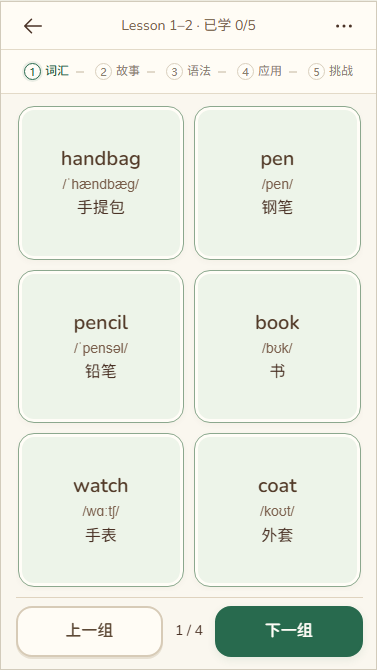 Lesson 1–2 · 已学 0/5
1 词汇 – 2 故事 – 3 语法 – 4 应用 – 5 挑战
handbag
/ˈhændbæɡ/
手提包
pen
/pen/
钢笔
pencil
/ˈpensəl/
铅笔
book
/bʊk/
书
watch
/wɑːtʃ/
手表
coat
/koʊt/
外套
上一组 1 / 4 下一组